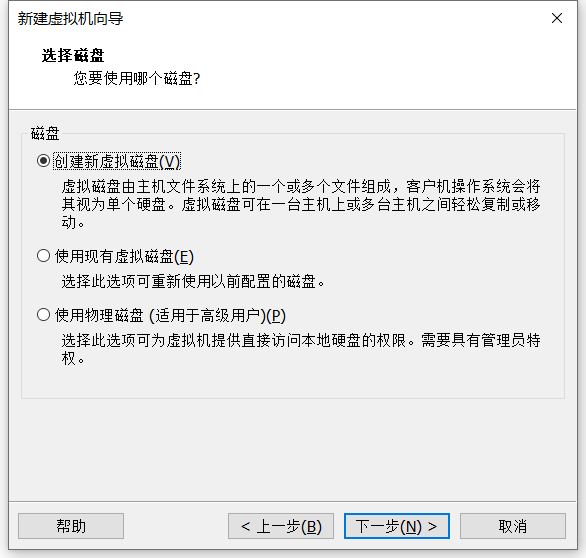 新建虚拟机向导
选择磁盘
您要使用哪个磁盘?
磁盘
创建新虚拟磁盘(V)
虚拟磁盘由主机文件系统上的一个或多个文件组成，客户机操作系统会将
其视为单个硬盘。虚拟磁盘可在一台主机上或多台主机之间轻松复制或移
动。
使用现有虚拟磁盘(E)
选择此选项可重新使用以前配置的磁盘。
使用物理磁盘 (适用于高级用户)(P)
选择此选项可为虚拟机提供直接访问本地硬盘的权限。需要具有管理员特
权。
帮助 < 上一步(B) 下一步(N) > 取消